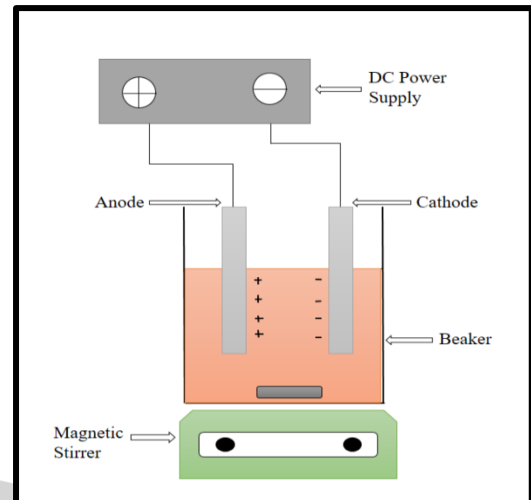 DC Power
Supply
Anode
Cathode
+ -
+ -
+ -
+ -
Beaker
Magnetic
Stirrer